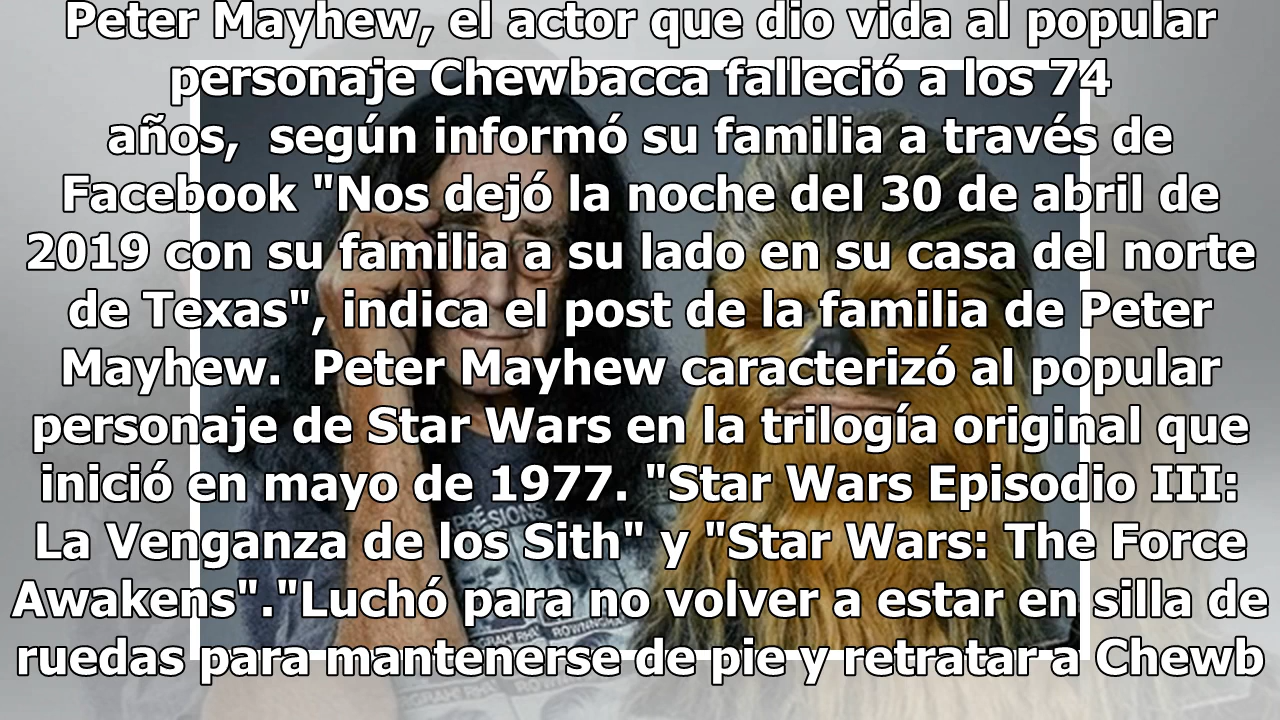 Peter Mayhew, el actor que dio vida al popular
personaje Chewbacca falleció a los 74
años,  según informó su familia a través de
Facebook "Nos dejó la noche del 30 de abril de
2019 con su familia a su lado en su casa del norte
de Texas", indica el post de la familia de Peter
Mayhew.  Peter Mayhew caracterizó al popular
personaje de Star Wars en la trilogía original que
inició en mayo de 1977. "Star Wars Episodio III:
La Venganza de los Sith" y "Star Wars: The Force
Awakens"."Luchó para no volver a estar en silla de
ruedas para mantenerse de pie y retratar a Chewb